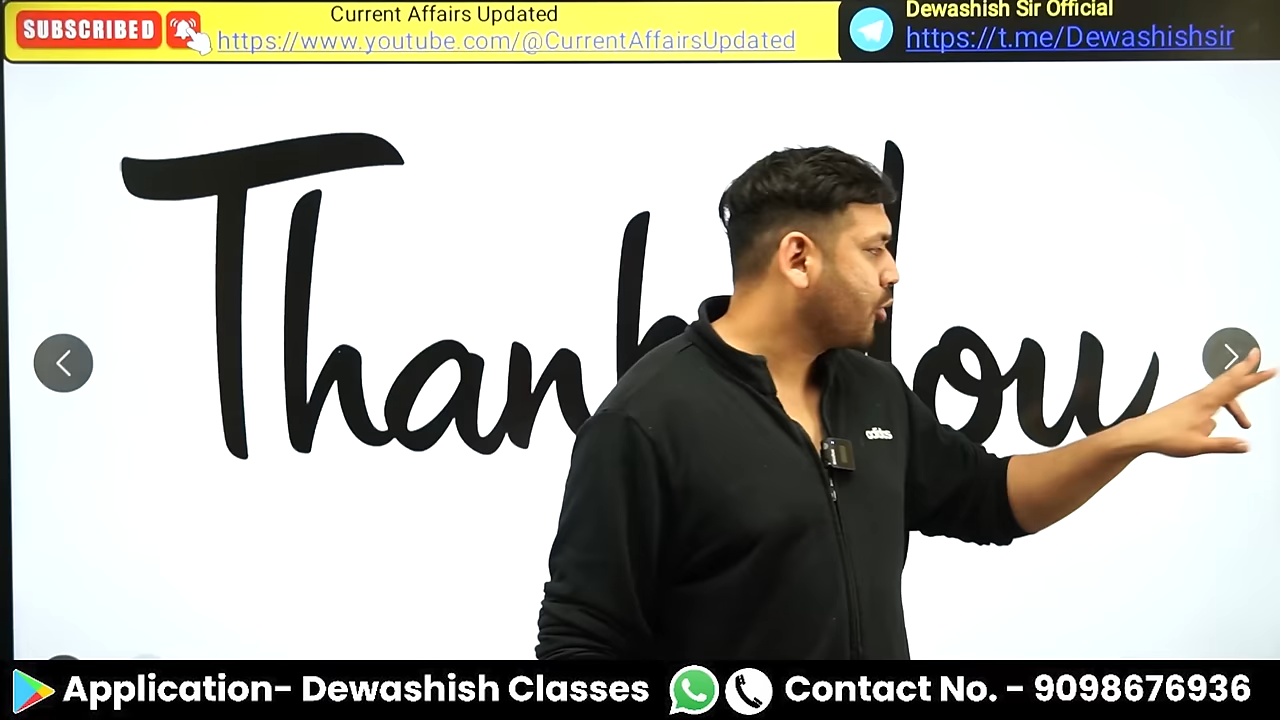 SUBSCRIBED
Current Affairs Updated
https://www.youtube.com/@CurrentAffairsUpdated
Dewashish Sir Official
https://t.me/Dewashishsir
Than ou
Application- Dewashish Classes
Contact No. - 9098676936